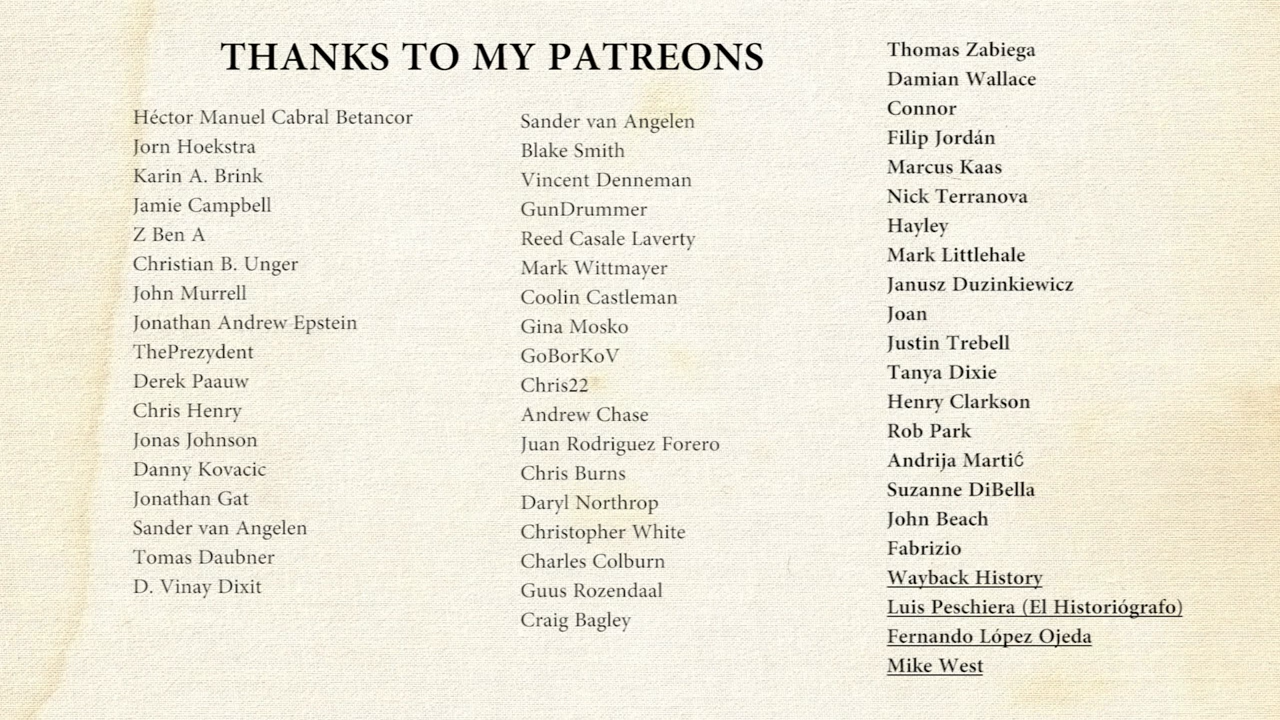 THANKS TO MY PATREONS
Héctor Manuel Cabral Betancor
Jorn Hoekstra
Karin A. Brink
Jamie Campbell
Z Ben A
Christian B. Unger
John Murrell
Jonathan Andrew Epstein
ThePrezydent
Derek Paauw
Chris Henry
Jonas Johnson
Danny Kovacic
Jonathan Gat
Sander van Angelen
Tomas Daubner
D. Vinay Dixit
Sander van Angelen
Blake Smith
Vincent Denneman
GunDrummer
Reed Casale Laverty
Mark Wittmayer
Coolin Castleman
Gina Mosko
GoBorKoV
Chris22
Andrew Chase
Juan Rodriguez Forero
Chris Burns
Daryl Northrop
Christopher White
Charles Colburn
Guus Rozendaal
Craig Bagley
Thomas Zabiega
Damian Wallace
Connor
Filip Jordán
Marcus Kaas
Nick Terranova
Hayley
Mark Littlehale
Janusz Duzinkiewicz
Joan
Justin Trebell
Tanya Dixie
Henry Clarkson
Rob Park
Andrija Martić
Suzanne DiBella
John Beach
Fabrizio
Wayback History
Luis Peschiera (El Historiógrafo)
Fernando López Ojeda
Mike West